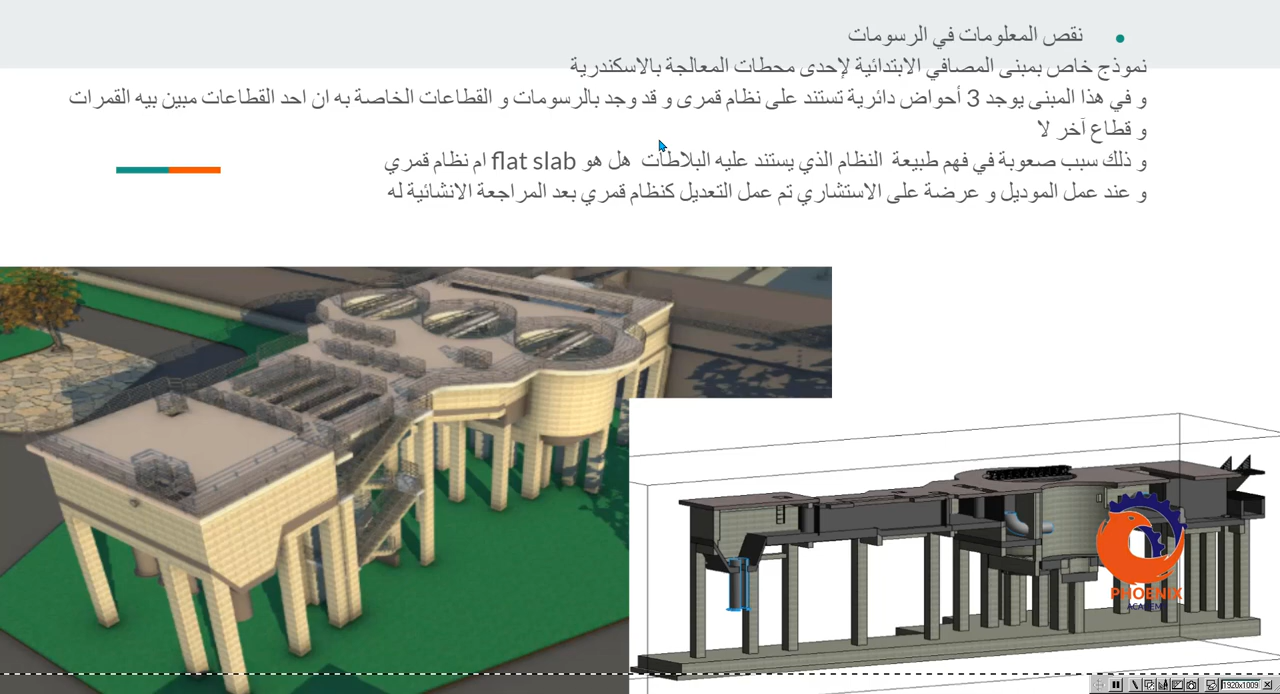 نقص المعلومات في الرسومات
نموذج خاص بمبنى المصافي الابتدائية لإحدى محطات المعالجة بالاسكندرية
و في هذا المبنى يوجد 3 أحواض دائرية تستند على نظام قمرى و قد وجد بالرسومات و القطاعات الخاصة به ان احد القطاعات مبين بيه القمرات
و قطاع آخر لا
و ذلك سبب صعوبة في فهم طبيعة النظام الذي يستند عليه البلاطات هل هو flat slab ام نظام قمري
و عند عمل الموديل و عرضة على الاستشاري تم عمل التعديل كنظام قمري بعد المراجعة الانشائية له
PHOENIX
ACADEMY
1920x1009